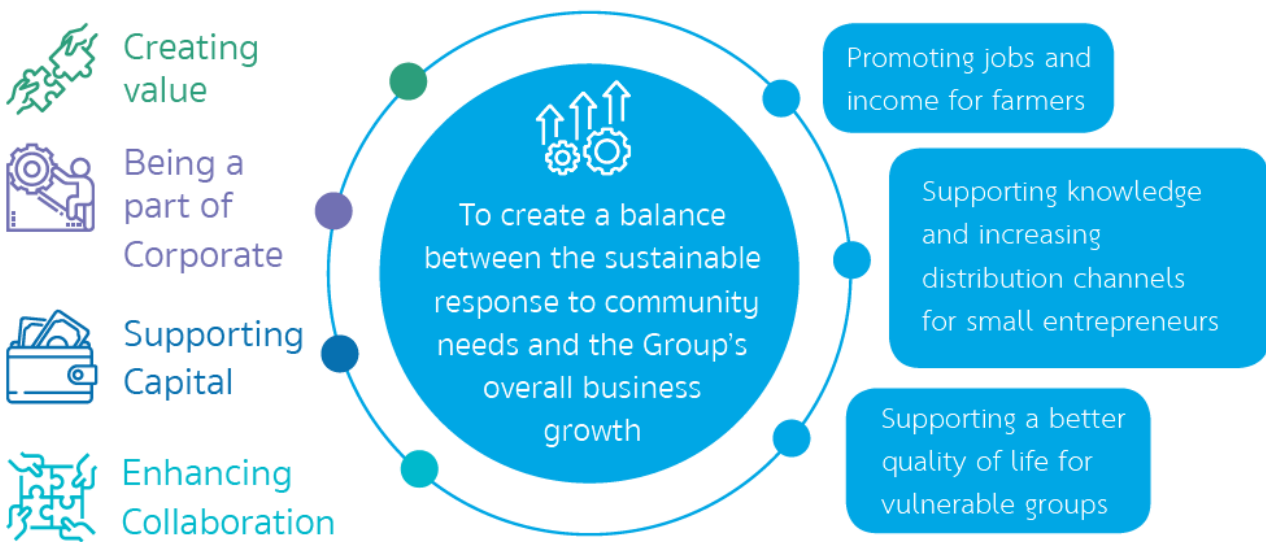 Creating
value
Being a
part of
Corporate
Supporting
Capital
Enhancing
Collaboration
To create a balance
between the sustainable
response to community
needs and the Group's
overall business
growth
Promoting jobs and
income for farmers
Supporting knowledge
and increasing
distribution channels
for small entrepreneurs
Supporting a better
quality of life for
vulnerable groups